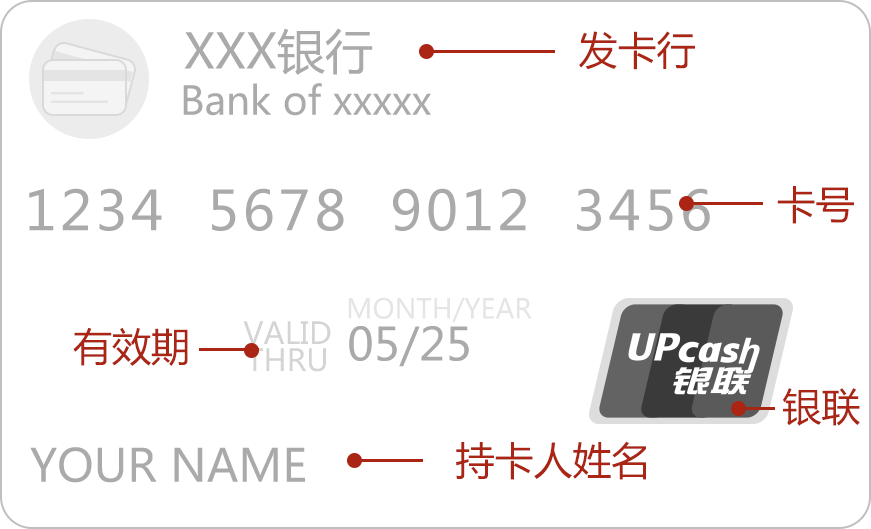 XXX银行
发卡行
Bank of xxxxx
1234 5678 9012 3456
卡号
MONTH/YEAR
有效期
VALID
THRU
05/25
UPcash
银联
银联
YOUR NAME
持卡人姓名